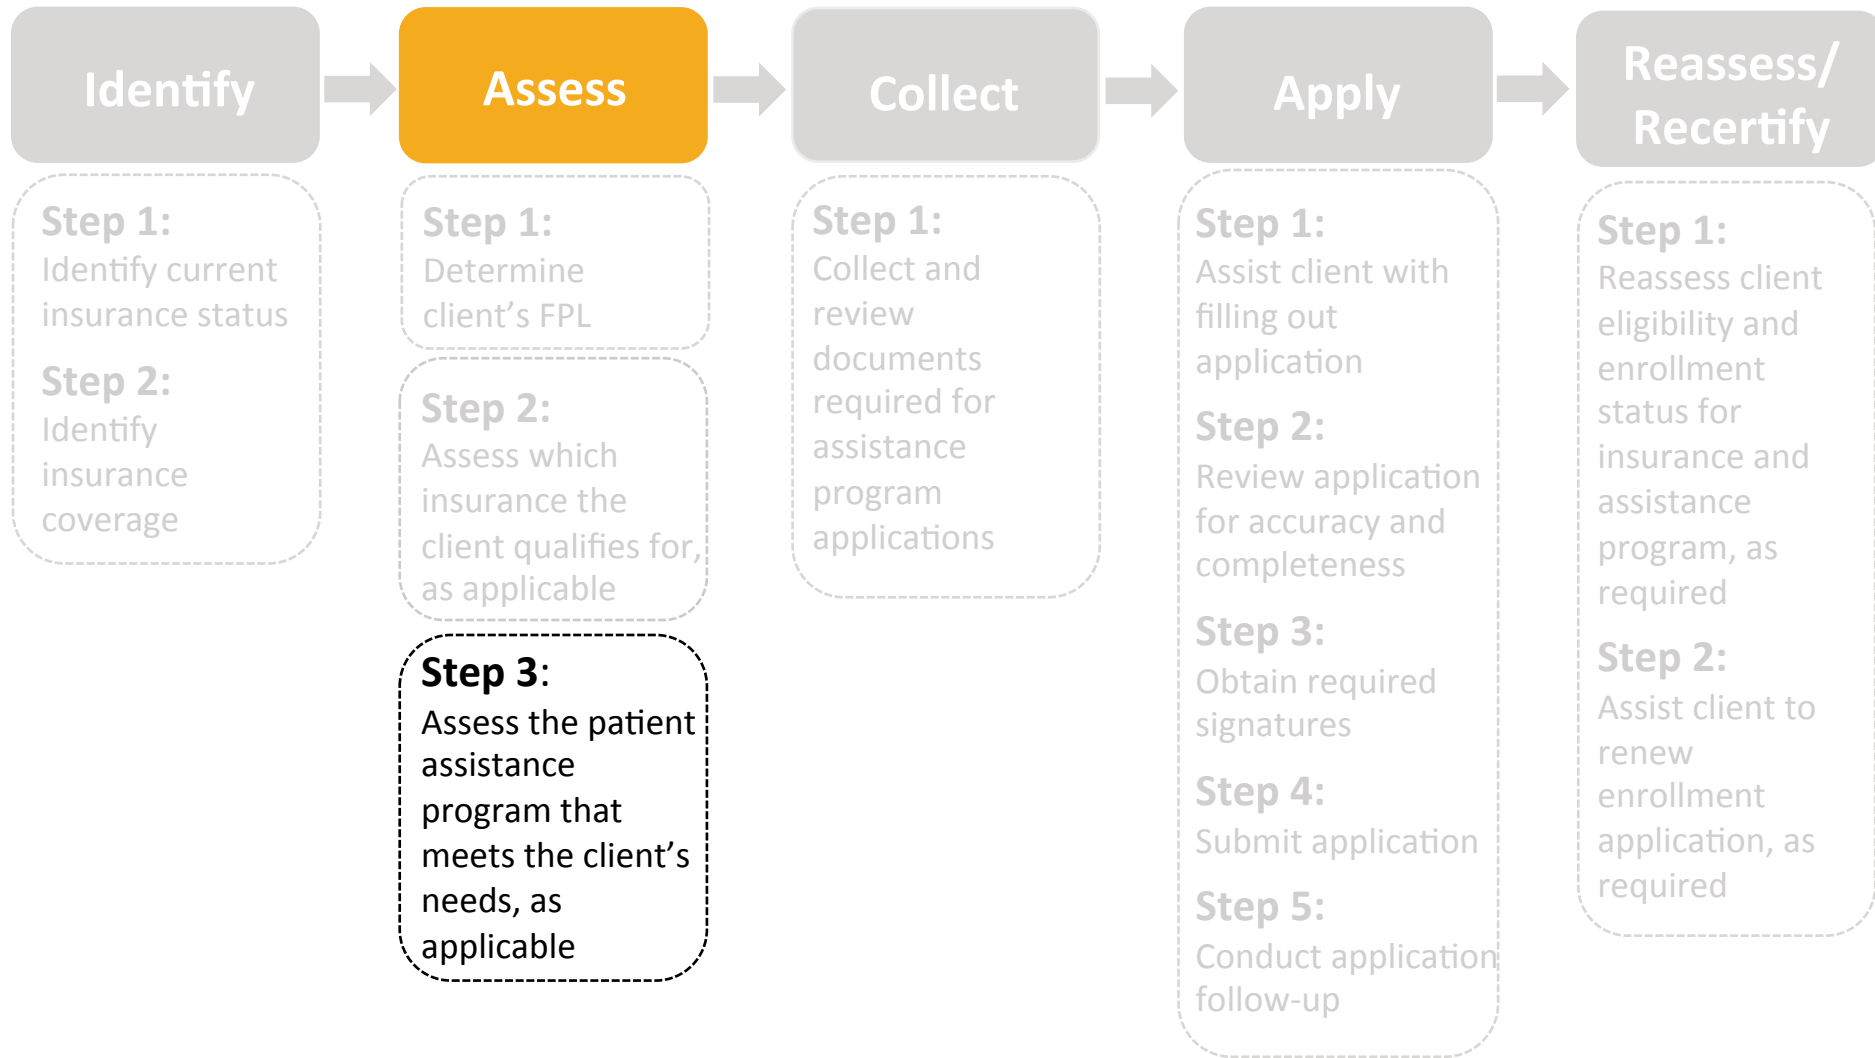 Identify
Assess
Collect
Apply
Reassess/
Recertify
Step 1:
Identify current
insurance status
Step 2:
Identify
insurance
coverage
Step 1:
Determine
client’s FPL
Step 2:
Assess which
insurance the
client qualifies for,
as applicable
Step 3:
Assess the patient
assistance
program that
meets the client’s
needs, as
applicable
Step 1:
Collect and
review
documents
required for
assistance
program
applications
Step 1:
Assist client with
filling out
application
Step 2:
Review application
for accuracy and
completeness
Step 3:
Obtain required
signatures
Step 4:
Submit application
Step 5:
Conduct application
follow-up
Step 1:
Reassess client
eligibility and
enrollment
status for
insurance and
assistance
program, as
required
Step 2:
Assist client to
renew
enrollment
application, as
required